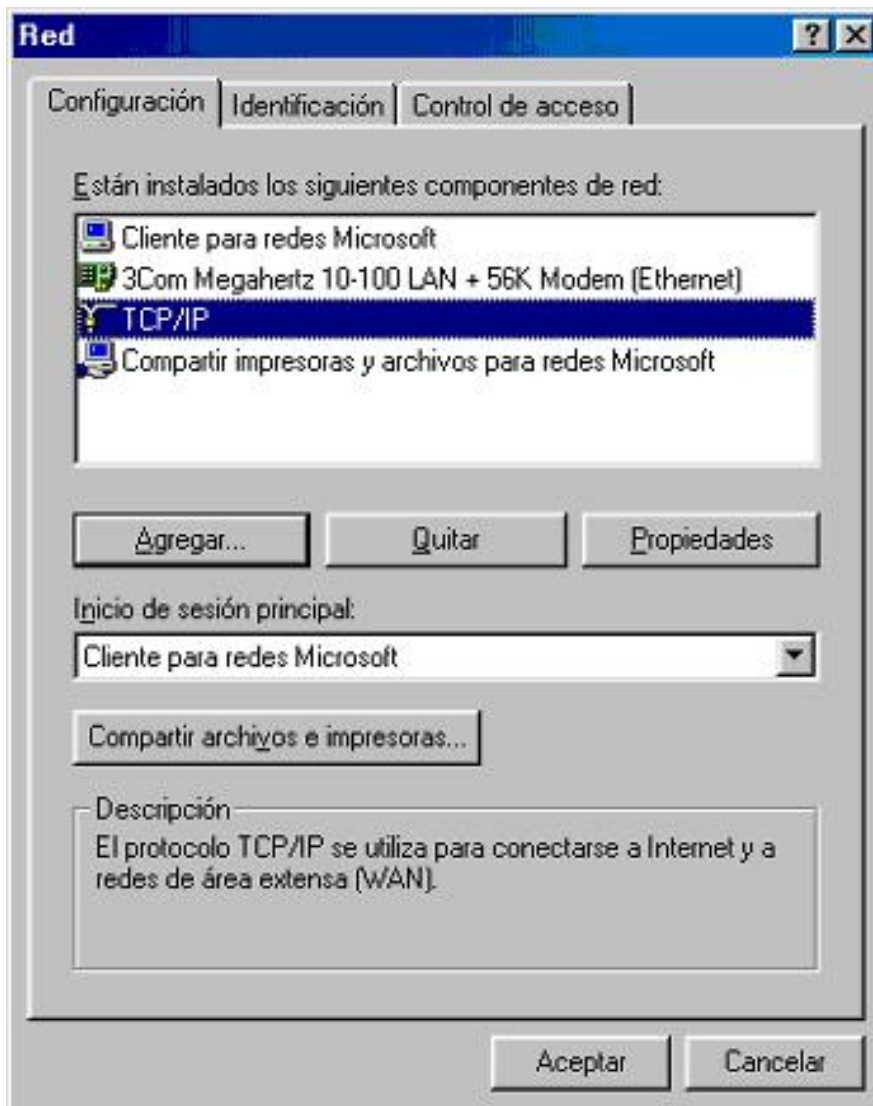 Red
Configuración Identificación Control de acceso
Están instalados los siguientes componentes de red:
Cliente para redes Microsoft
3Com Megahertz 10-100 LAN + 56K Modem (Ethernet)
TCP/IP
Compartir impresoras y archivos para redes Microsoft
Agregar... Quitar Propiedades
Inicio de sesión principal:
Cliente para redes Microsoft
Compartir archivos e impresoras...
Descripción
El protocolo TCP/IP se utiliza para conectarse a Internet y a
redes de área extensa (WAN).
Aceptar Cancelar